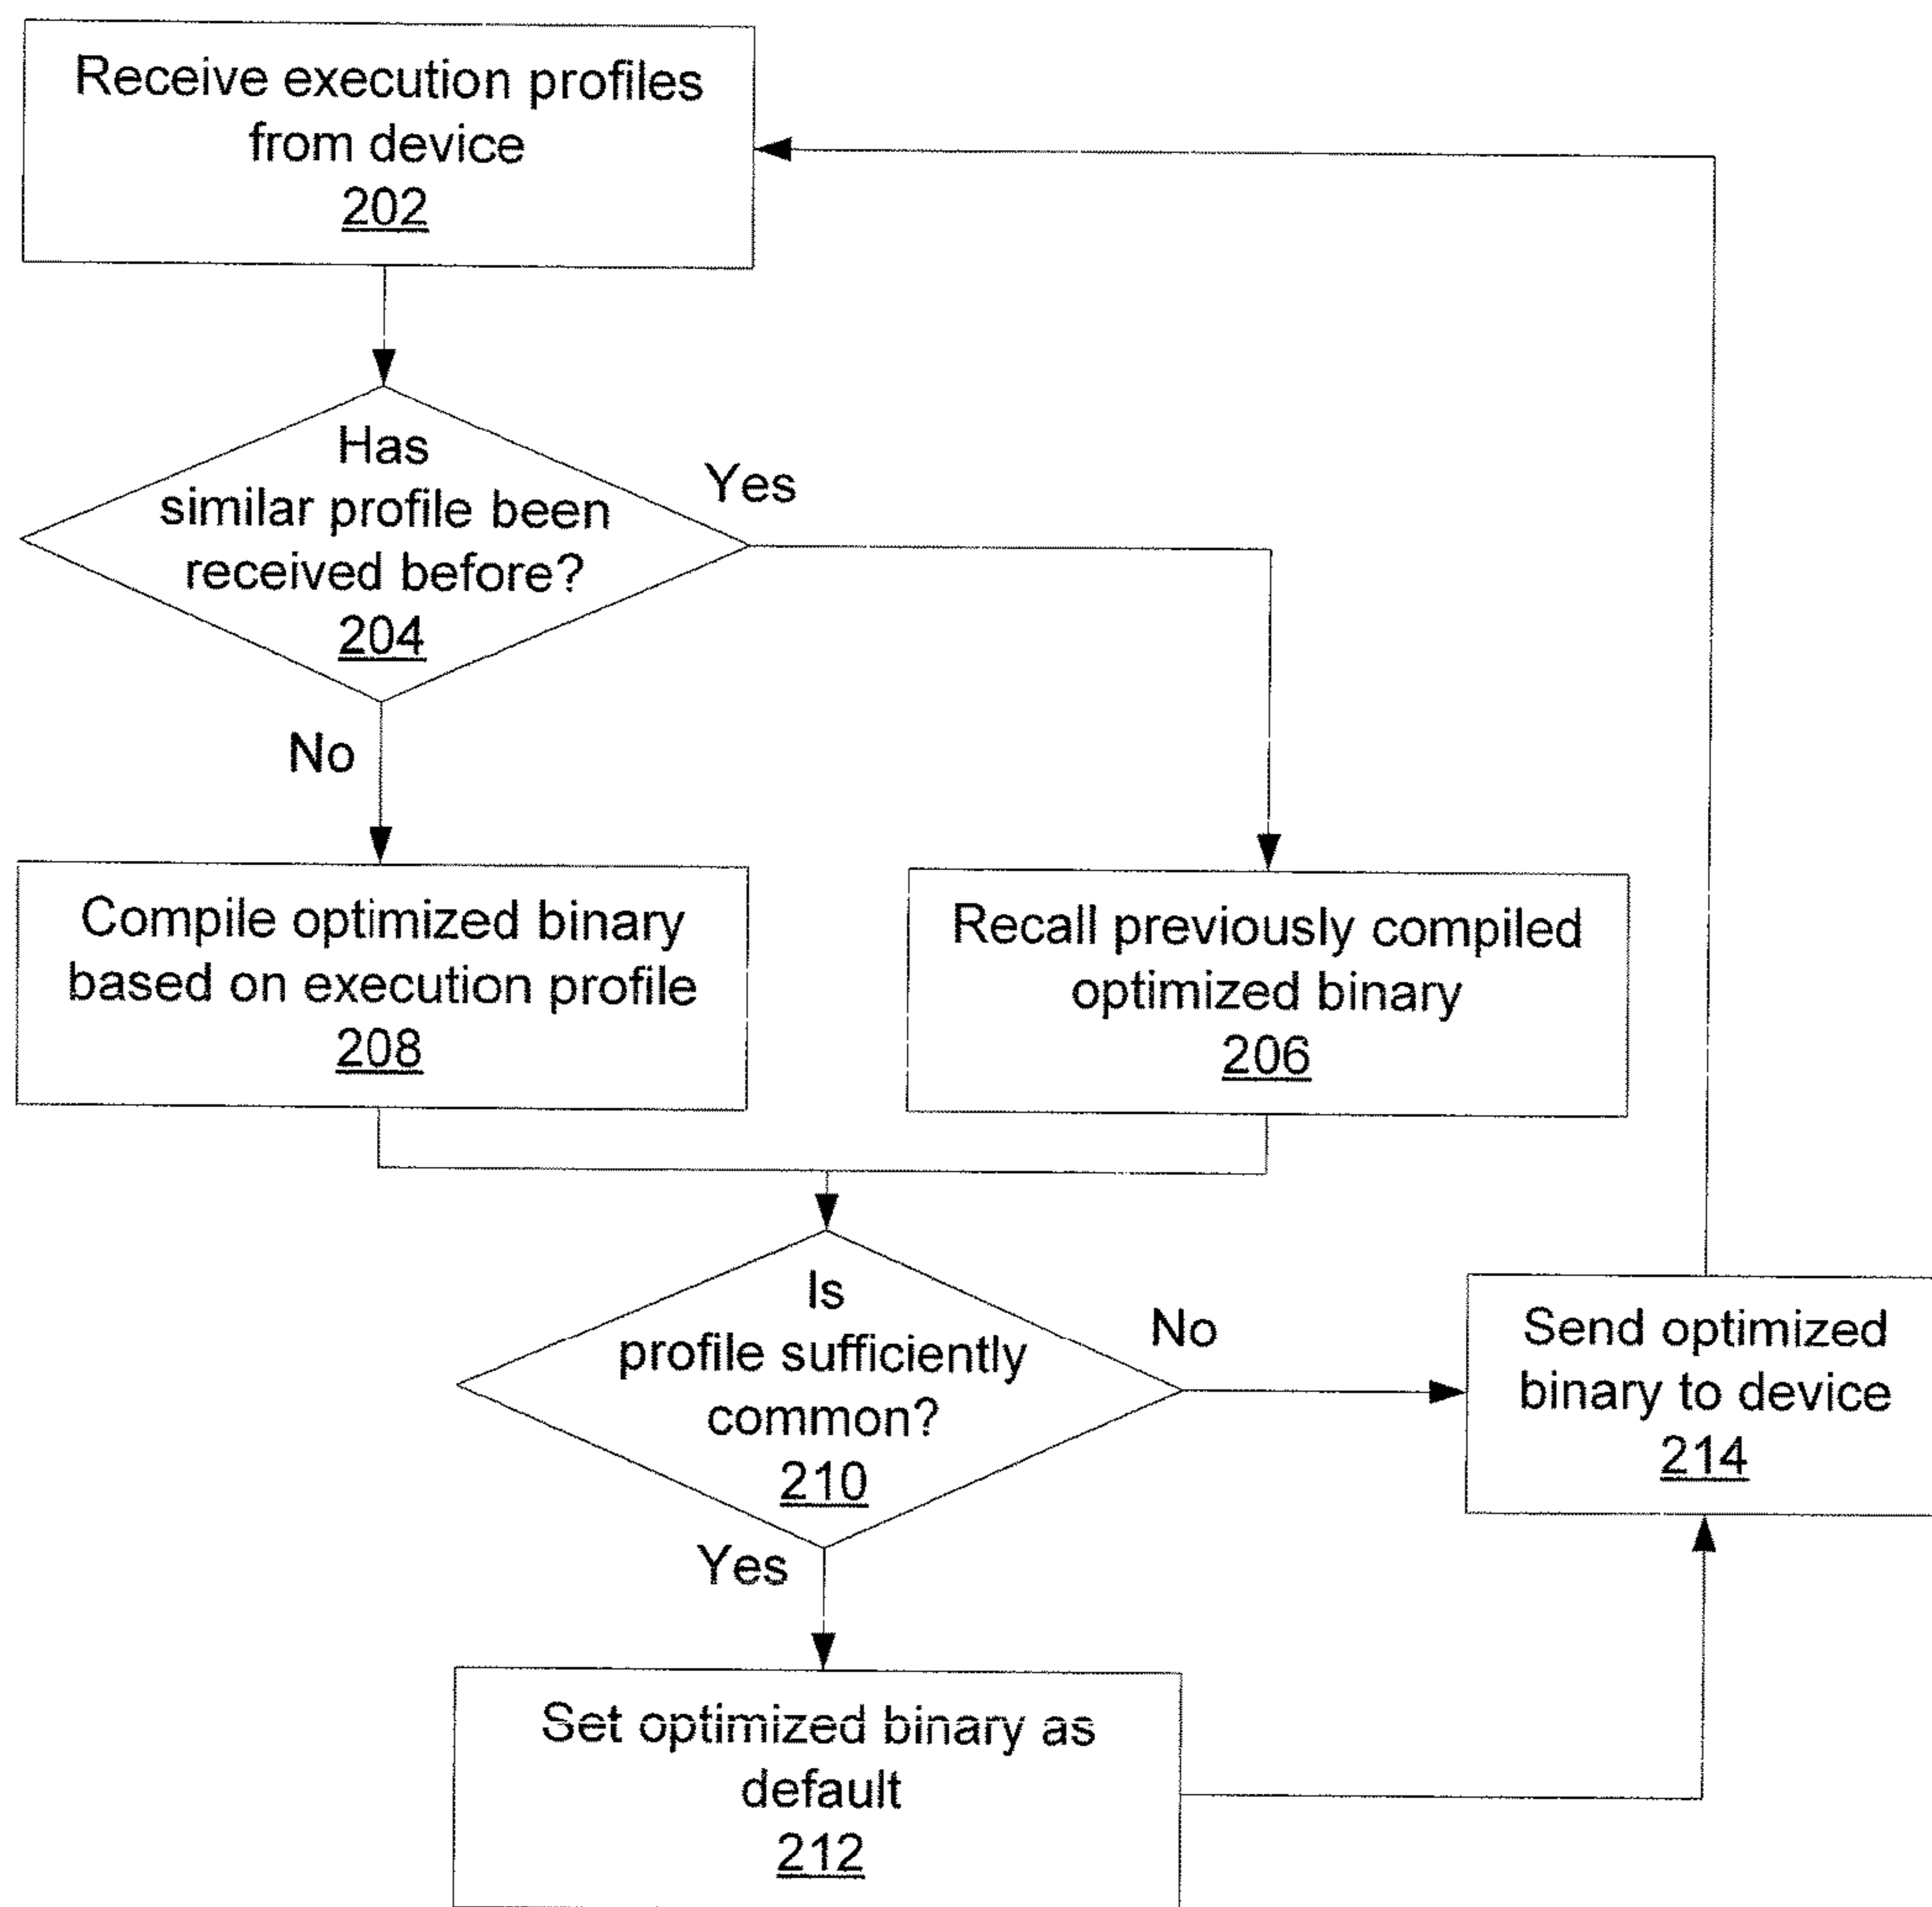 Receive execution profiles
from device
202
Has
similar profile been
received before?
204
Yes
No
Compile optimized binary
based on execution profile
208
Recall previously compiled
optimized binary
206
Is
profile sufficiently
common?
210
No
Yes
Send optimized
binary to device
214
Set optimized binary as
default
212